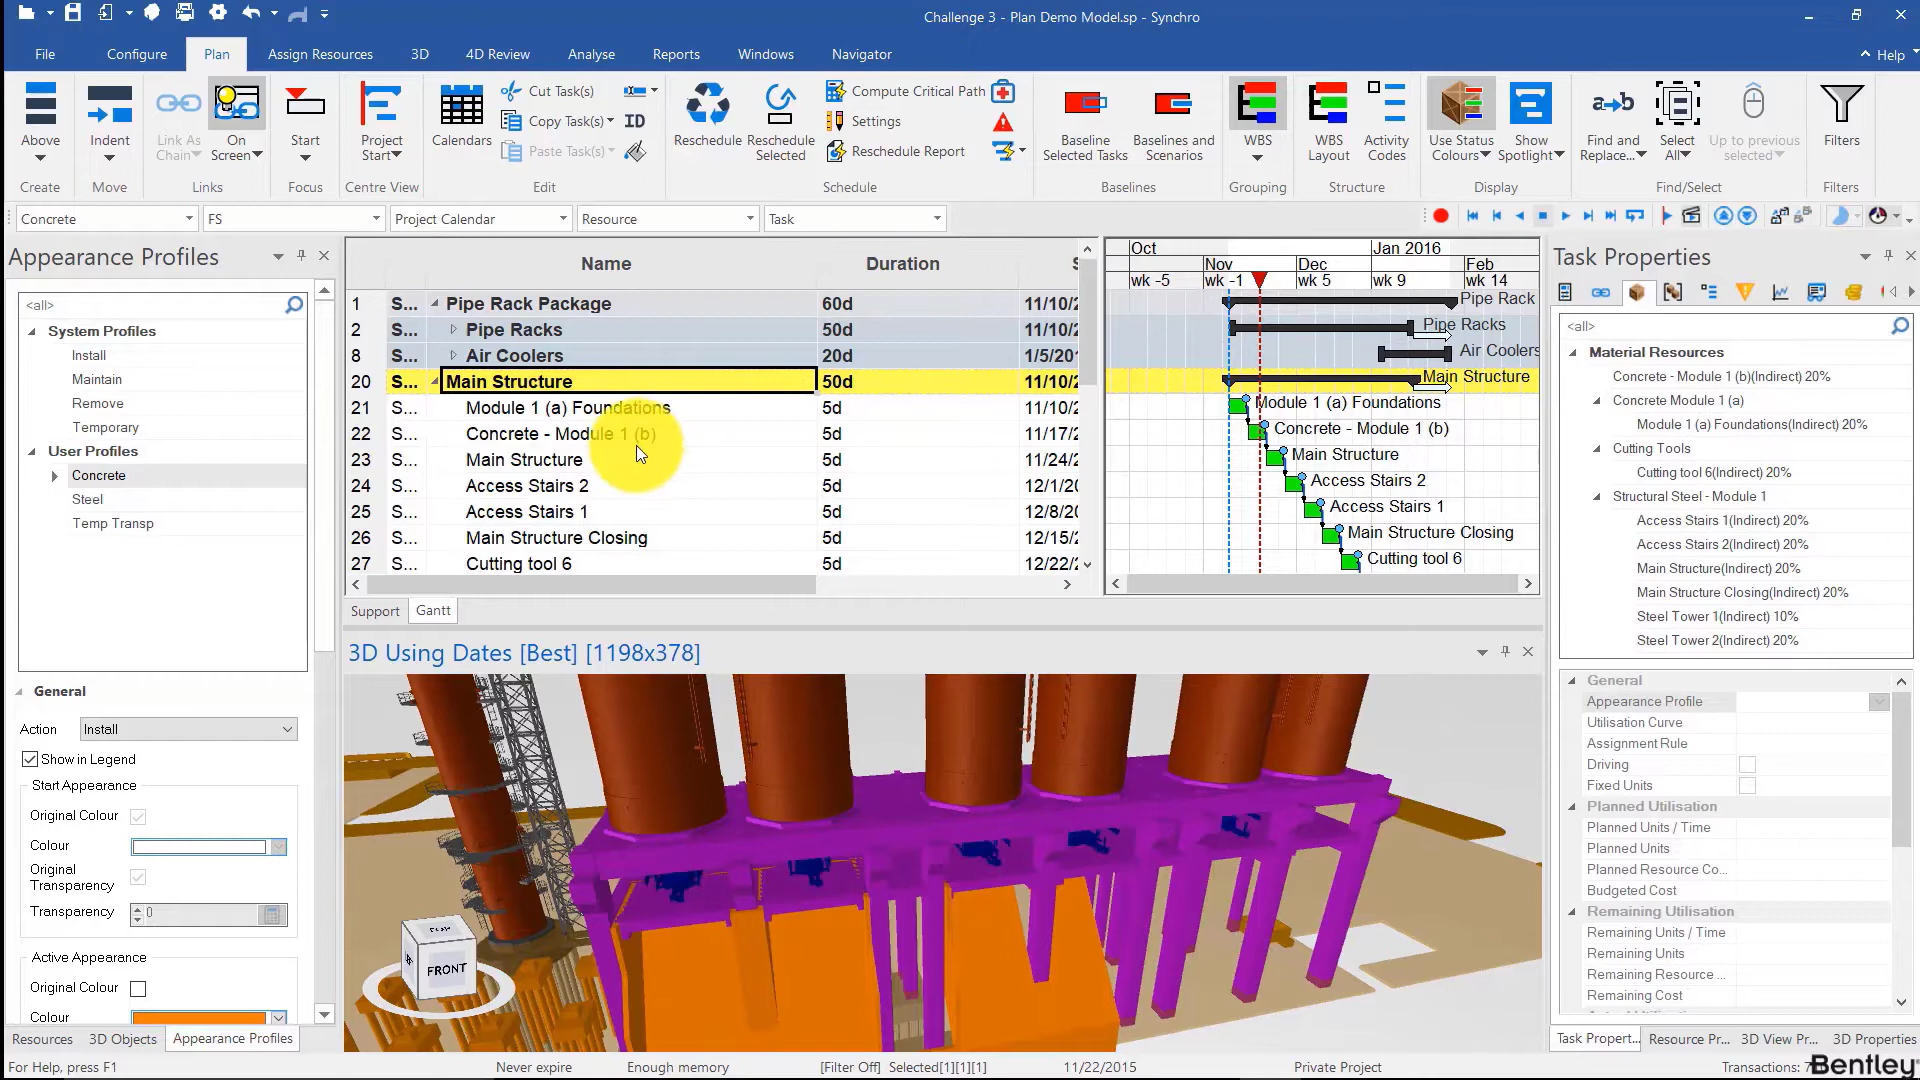 Challenge 3 - Plan Demo Model.sp - Synchro
File Configure Plan Assign Resources 3D 4D Review Analyse Reports Windows Navigator Help
Above
Create
Indent
Move
Link As Chain
On Screen
Links
Start
Focus
Project Start
Centre View
Calendars
Cut Task(s)
Copy Task(s)
Paste Task(s)
ID
Edit
Reschedule
Reschedule Selected
Compute Critical Path
Settings
Reschedule Report
Schedule
Baseline Selected Tasks
Baselines and Scenarios
Baselines
WBS
Grouping
WBS Layout
Activity Codes
Structure
Use Status Colours
Show Spotlight
Display
Find and Replace...
Select All
Up to previous selected
Find/Select
Filters
Filters
Concrete FS Project Calendar Resource Task
Appearance Profiles
<all>
System Profiles
Install
Maintain
Remove
Temporary
User Profiles
Concrete
Steel
Temp Transp
General
Action Install
Show in Legend
Start Appearance
Original Colour
Colour
Original Transparency
Transparency 0
Active Appearance
Original Colour
Colour
Resources 3D Objects Appearance Profiles
Name Duration S
1 S... Pipe Rack Package 60d 11/10/2
2 S... Pipe Racks 50d 11/10/2
8 S... Air Coolers 20d 1/5/201
20 S... Main Structure 50d 11/10/2
21 S... Module 1 (a) Foundations 5d 11/10/2
22 S... Concrete - Module 1 (b) 5d 11/17/2
23 S... Main Structure 5d 11/24/2
24 S... Access Stairs 2 5d 12/1/20
25 S... Access Stairs 1 5d 12/8/20
26 S... Main Structure Closing 5d 12/15/2
27 S... Cutting tool 6 5d 12/22/2
Support Gantt
Oct Jan 2016
Nov Dec Feb
wk -5 wk -1 wk 5 wk 9 wk 14
Pipe Rack
Pipe Racks
Air Coolers
Main Structure
Module 1 (a) Foundations
Concrete - Module 1 (b)
Main Structure
Access Stairs 2
Access Stairs 1
Main Structure Closing
Cutting tool 6
3D Using Dates [Best] [1198x378]
FRONT
Task Properties
<all>
Material Resources
Concrete - Module 1 (b)(Indirect) 20%
Concrete Module 1 (a)
Module 1 (a) Foundations(Indirect) 20%
Cutting Tools
Cutting tool 6(Indirect) 20%
Structural Steel - Module 1
Access Stairs 1(Indirect) 20%
Access Stairs 2(Indirect) 20%
Main Structure(Indirect) 20%
Main Structure Closing(Indirect) 20%
Steel Tower 1(Indirect) 10%
Steel Tower 2(Indirect) 20%
General
Appearance Profile
Utilisation Curve
Assignment Rule
Driving
Fixed Units
Planned Utilisation
Planned Units / Time
Planned Units
Planned Resource Co...
Budgeted Cost
Remaining Utilisation
Remaining Units / Time
Remaining Units
Remaining Resource ...
Remaining Cost
Task Propert... Resource Pr... 3D View Pr... 3D Properties
For Help, press F1 Never expire Enough memory [Filter Off] Selected[1][1][1] 11/22/2015 Private Project Transactions:
Bentley